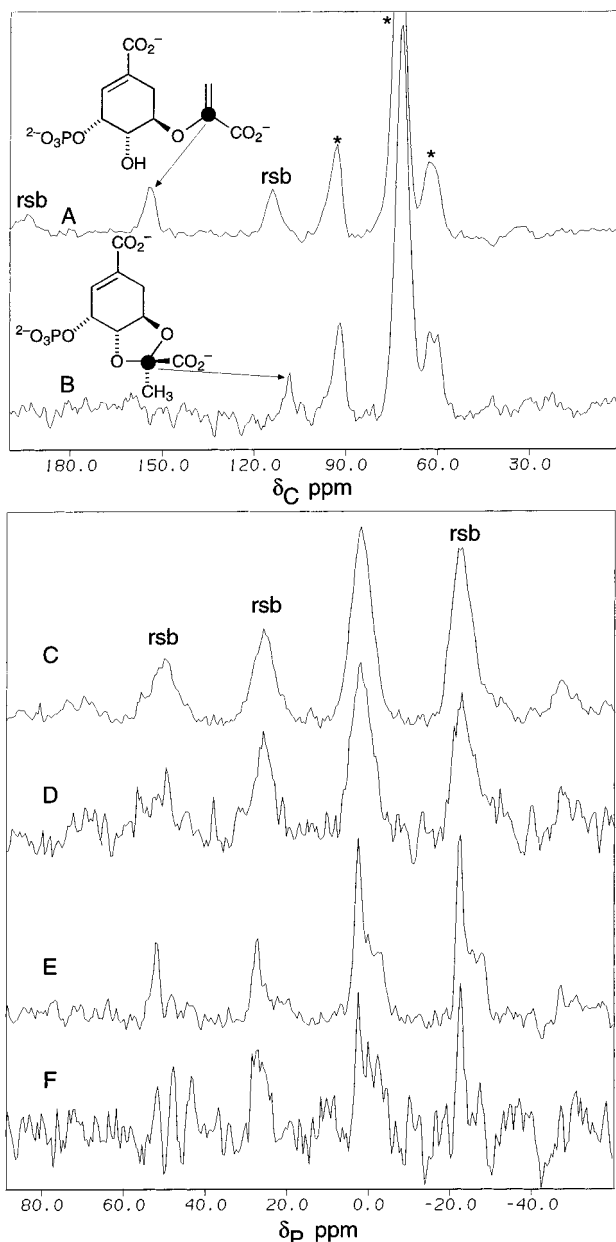 CO₂⁻
*
2-O₃PO
O
CO₂⁻
OH
*
*
rsb
A
rsb
CO₂⁻
2-O₃PO
O
O
CO₂⁻
CH₃
B
180.0 150.0 120.0 90.0 60.0 30.0
δC ppm
rsb
rsb
rsb
C
D
E
F
80.0 60.0 40.0 20.0 0.0 -20.0 -40.0
δP ppm